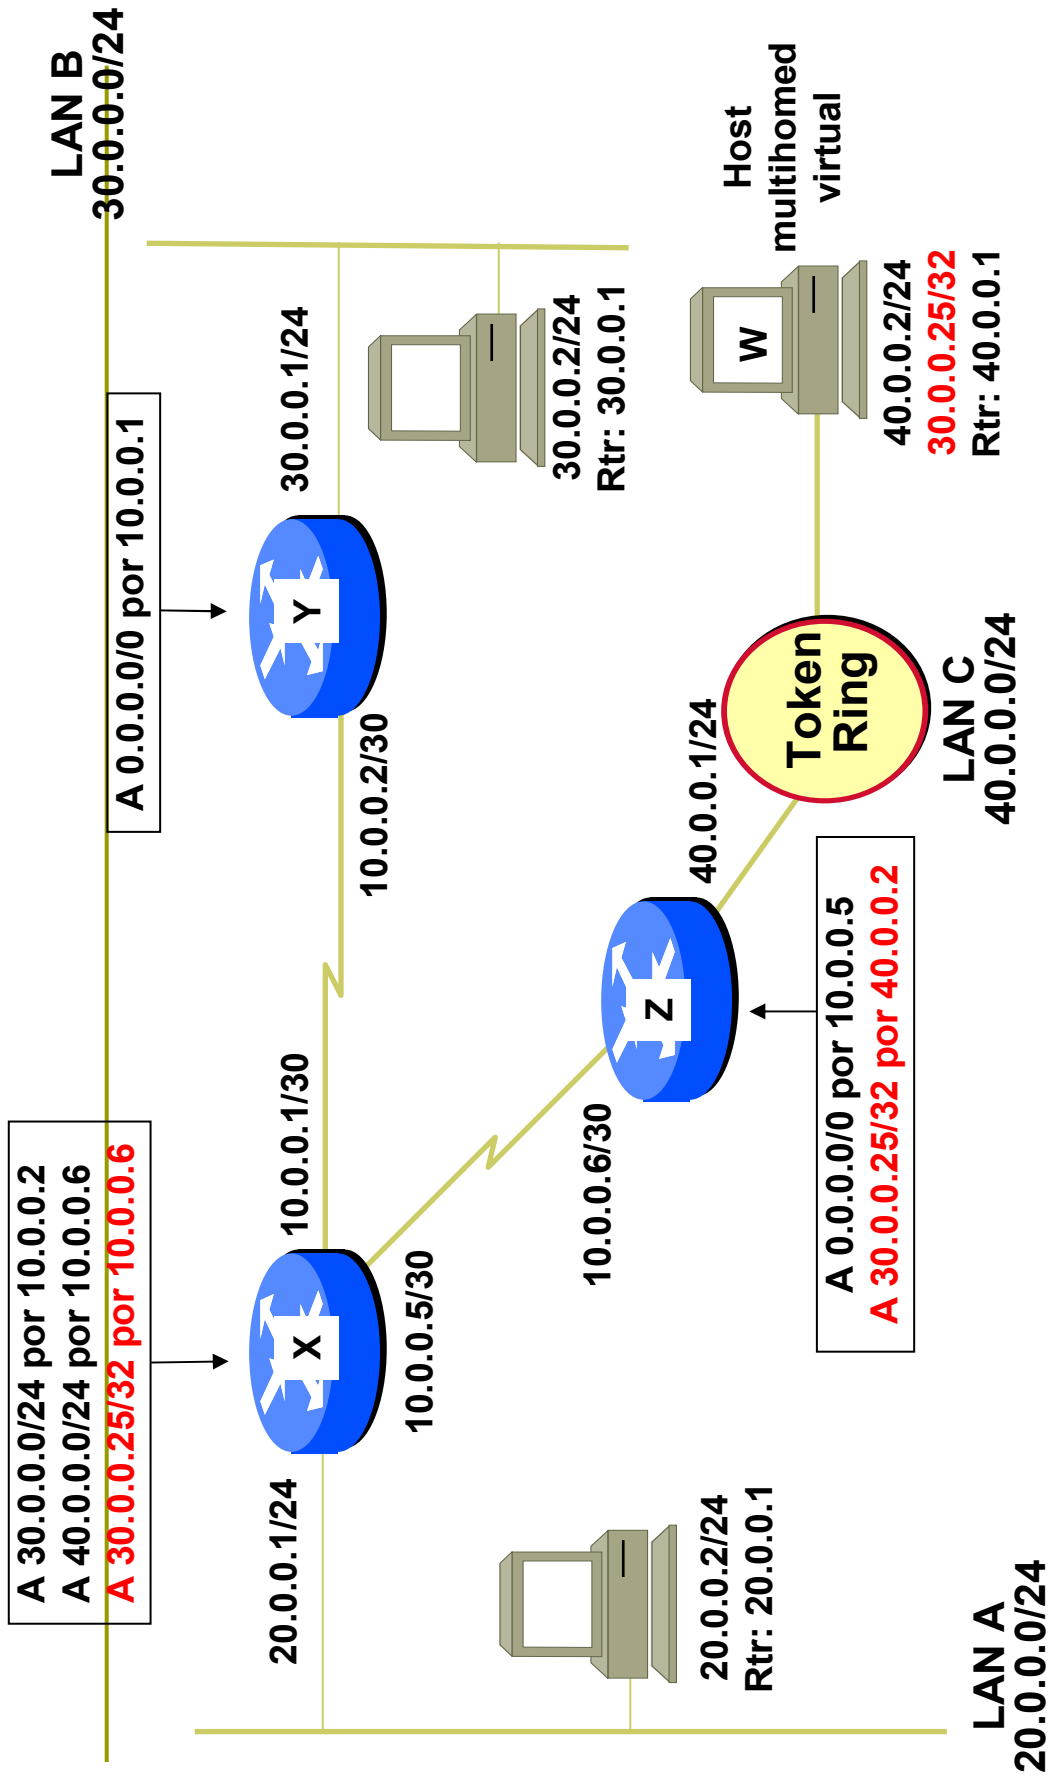 A 30.0.0.0/24 por 10.0.0.2
A 40.0.0.0/24 por 10.0.0.6
A 30.0.0.25/32 por 10.0.0.6
A 0.0.0.0/0 por 10.0.0.1
LAN B
30.0.0.0/24
20.0.0.1/24
X
10.0.0.1/30
10.0.0.5/30
10.0.0.2/30
Y
30.0.0.1/24
30.0.0.2/24
Rtr: 30.0.0.1
20.0.0.2/24
Rtr: 20.0.0.1
10.0.0.6/30
Z
40.0.0.1/24
Token
Ring
W
Host
multihomed
virtual
40.0.0.2/24
30.0.0.25/32
Rtr: 40.0.0.1
A 0.0.0.0/0 por 10.0.0.5
A 30.0.0.25/32 por 40.0.0.2
LAN A
20.0.0.0/24
LAN C
40.0.0.0/24